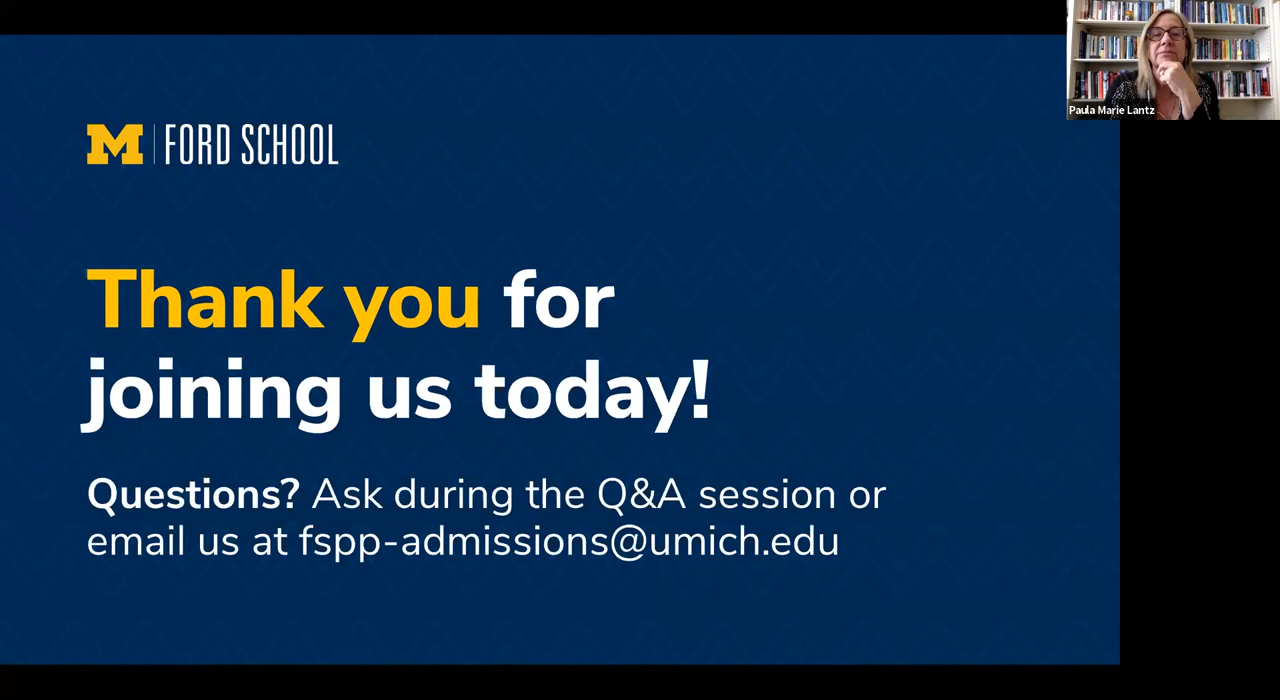 Paula Marie Lantz
M | FORD SCHOOL
Thank you for
joining us today!
Questions? Ask during the Q&A session or
email us at fspp-admissions@umich.edu